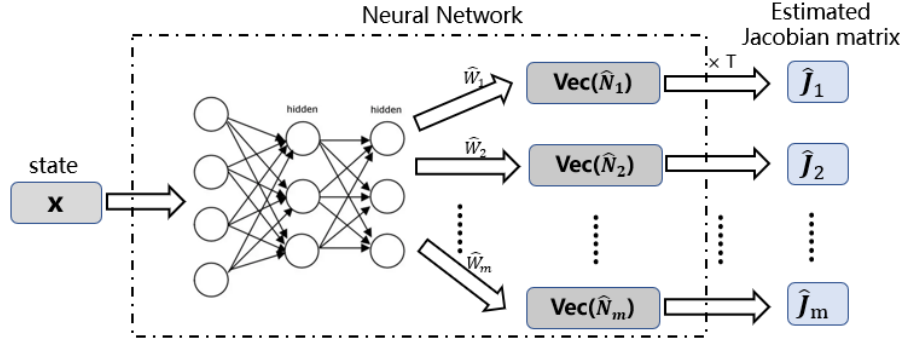 Neural Network
Estimated
Jacobian matrix
state
x
hidden
hidden
Ŵ₁
Vec(N̂₁)
× T
Ĵ₁
Ŵ₂
Vec(N̂₂)
Ĵ₂
Ŵₘ
Vec(N̂ₘ)
Ĵₘ